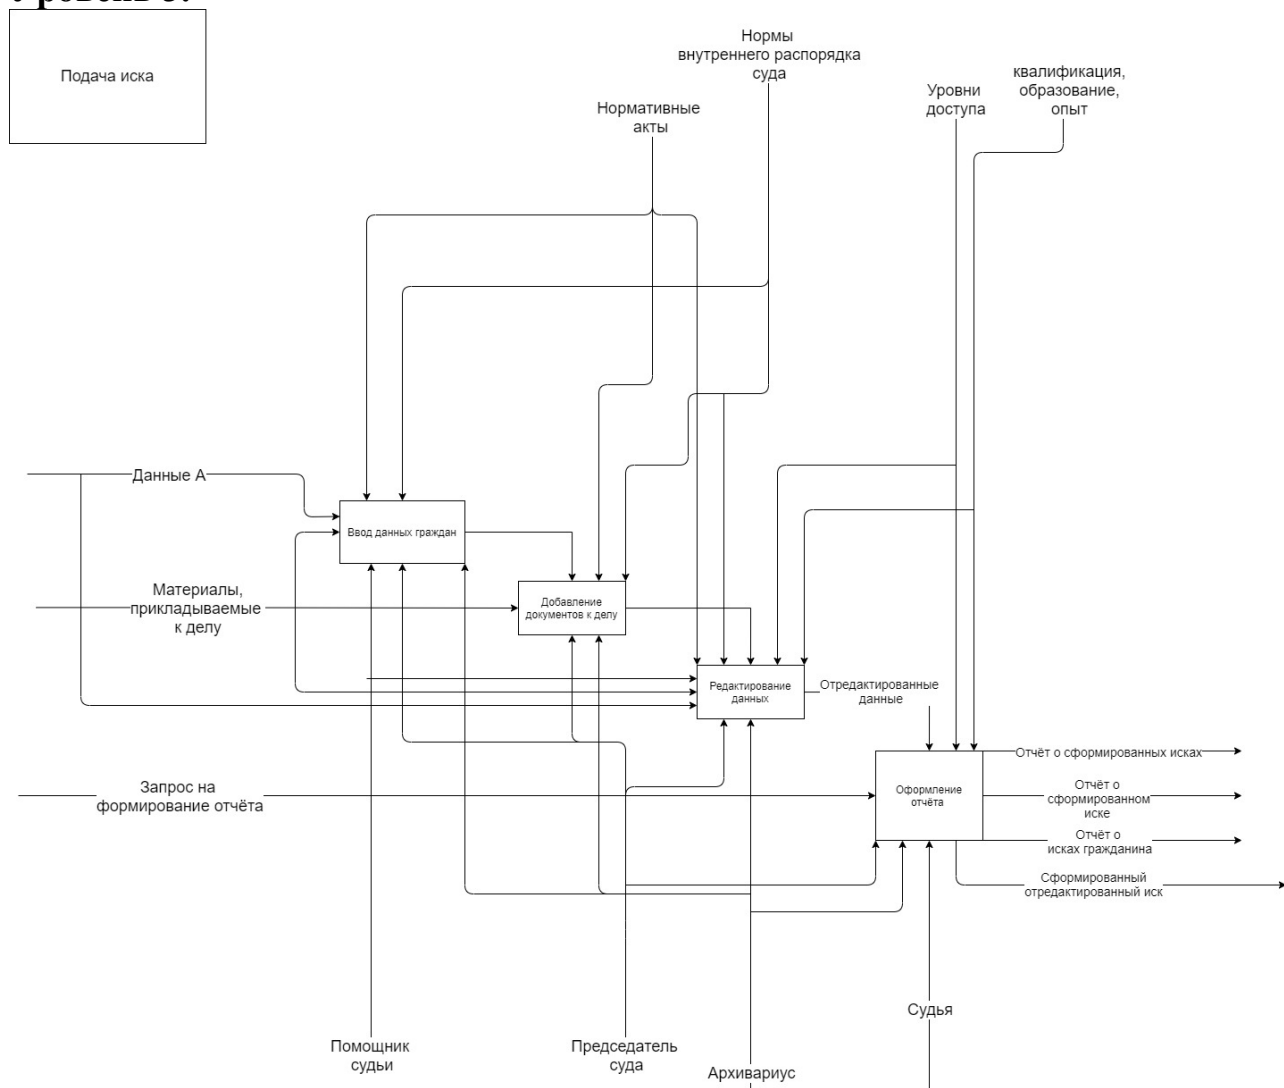 Подача иска
Нормы
внутреннего распорядка
суда
квалификация,
образование,
опыт
Уровни
доступа
Нормативные
акты
Данные А
Ввод данных граждан
Материалы,
прикладываемые
к делу
Добавление
документов к делу
Редактирование
данных
Отредактированные
данные
Запрос на
формирование отчёта
Оформление
отчёта
Отчёт о сформированных исках
Отчёт о
сформированном
иске
Отчёт о
исках гражданина
Сформированный
отредактированный иск
Судья
Помощник
судьи
Председатель
суда
Архивариус